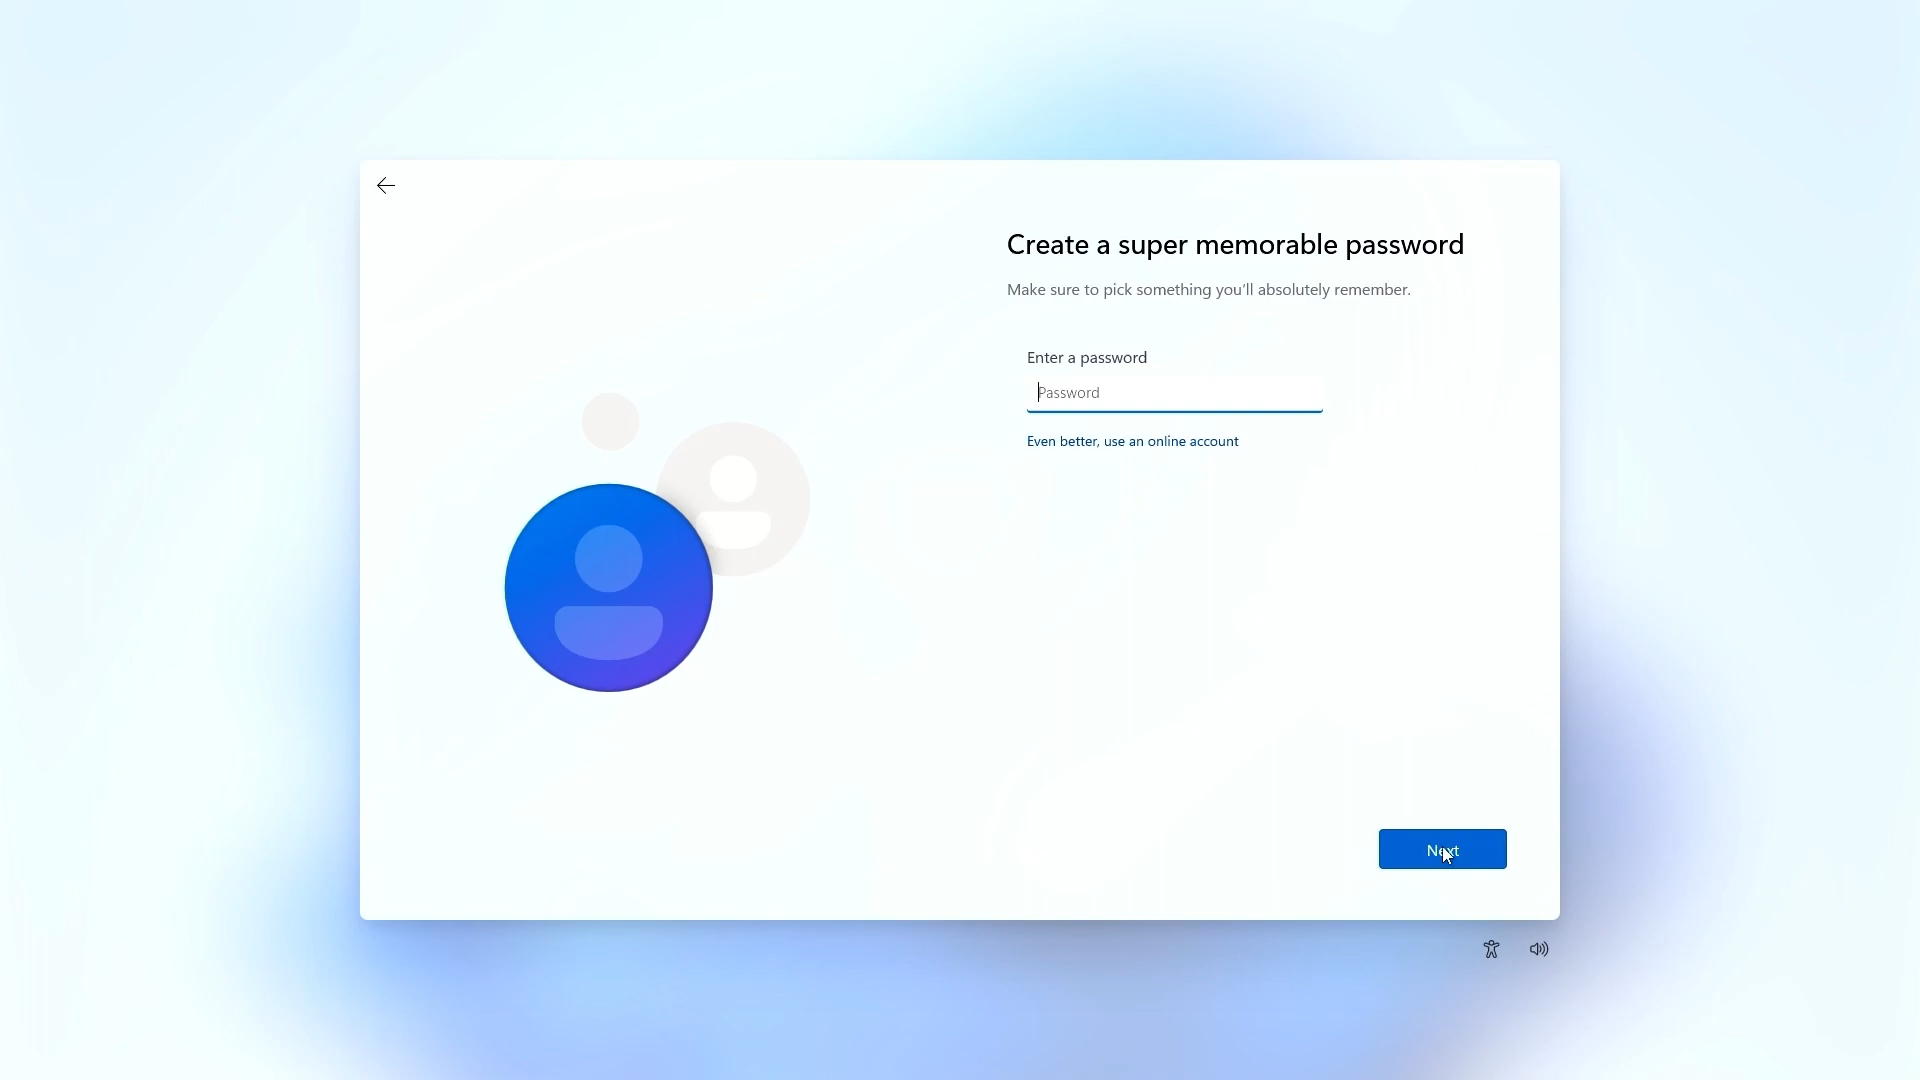 Create a super memorable password
Make sure to pick something you'll absolutely remember.
Enter a password
Password
Even better, use an online account
Next